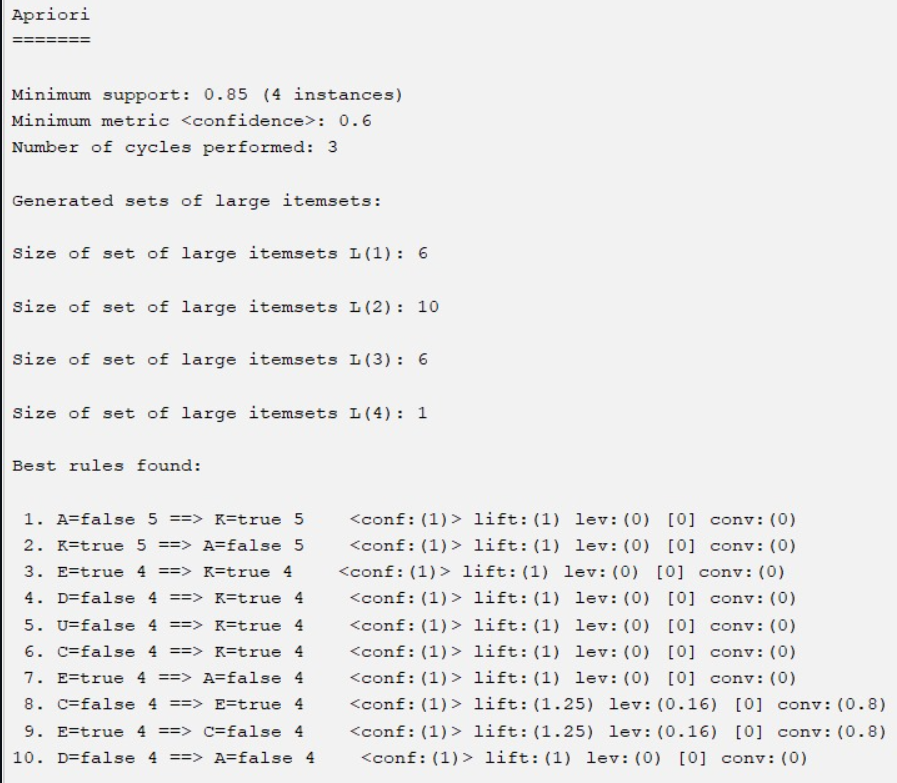 Apriori
=======
Minimum support: 0.85 (4 instances)
Minimum metric <confidence>: 0.6
Number of cycles performed: 3
Generated sets of large itemsets:
Size of set of large itemsets L(1): 6
Size of set of large itemsets L(2): 10
Size of set of large itemsets L(3): 6
Size of set of large itemsets L(4): 1
Best rules found:
1. A=false 5 ==> K=true 5 <conf:(1)> lift:(1) lev:(0) [0] conv:(0)
2. K=true 5 ==> A=false 5 <conf:(1)> lift:(1) lev:(0) [0] conv:(0)
3. E=true 4 ==> K=true 4 <conf:(1)> lift:(1) lev:(0) [0] conv:(0)
4. D=false 4 ==> K=true 4 <conf:(1)> lift:(1) lev:(0) [0] conv:(0)
5. U=false 4 ==> K=true 4 <conf:(1)> lift:(1) lev:(0) [0] conv:(0)
6. C=false 4 ==> K=true 4 <conf:(1)> lift:(1) lev:(0) [0] conv:(0)
7. E=true 4 ==> A=false 4 <conf:(1)> lift:(1) lev:(0) [0] conv:(0)
8. C=false 4 ==> E=true 4 <conf:(1)> lift:(1.25) lev:(0.16) [0] conv:(0.8)
9. E=true 4 ==> C=false 4 <conf:(1)> lift:(1.25) lev:(0.16) [0] conv:(0.8)
10. D=false 4 ==> A=false 4 <conf:(1)> lift:(1) lev:(0) [0] conv:(0)